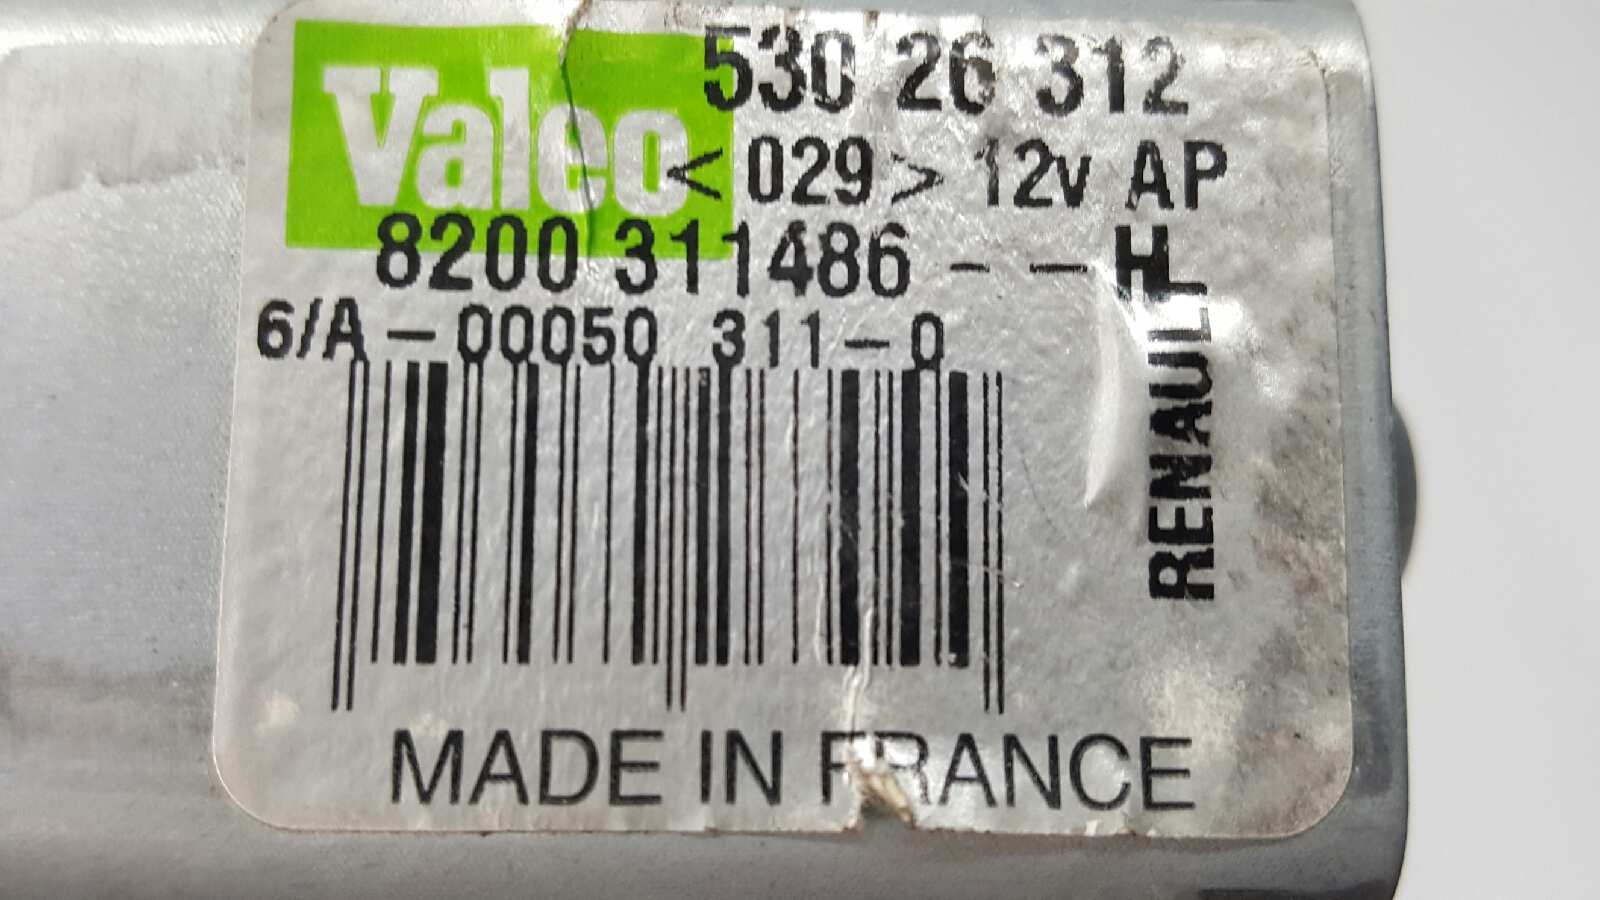 Valeo
530 26 312
<029> 12v AP
8200 311486 - - H
6/A - 00050 311 - 0
RENAULT
MADE IN FRANCE